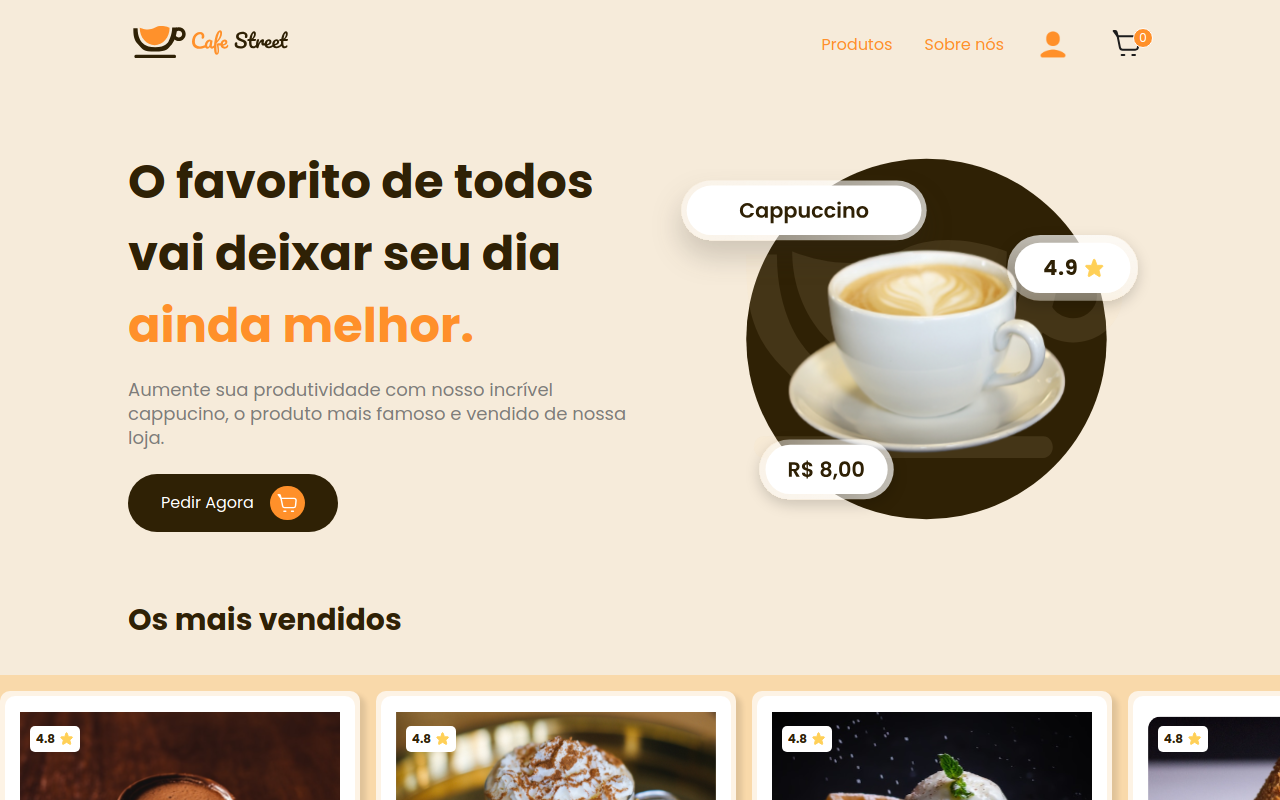 Cafe Street
Produtos
Sobre nós
0
O favorito de todos
vai deixar seu dia
ainda melhor.
Aumente sua produtividade com nosso incrível
cappucino, o produto mais famoso e vendido de nossa
loja.
Pedir Agora
Cappuccino
4.9
R$ 8,00
Os mais vendidos
4.8
4.8
4.8
4.8